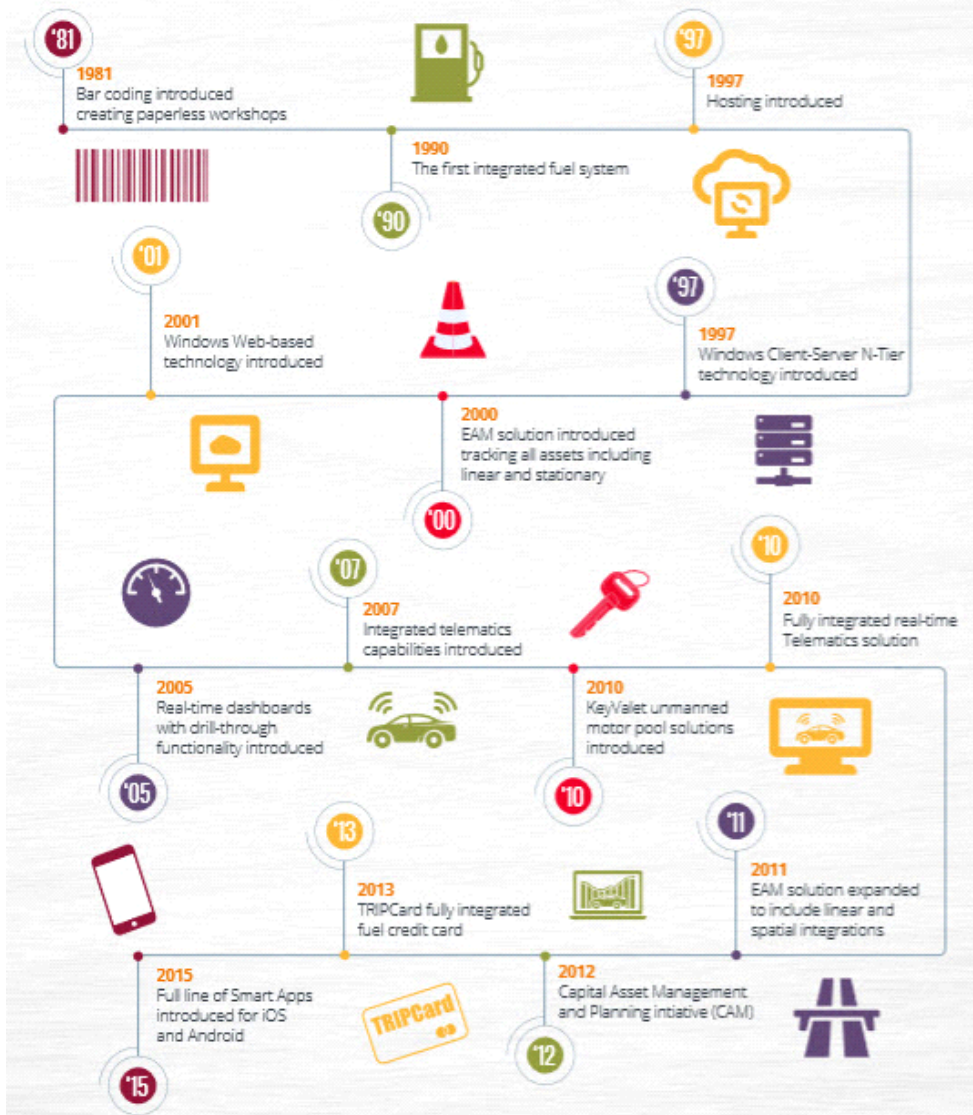 '81
1981
Bar coding introduced
creating paperless workshops
1990
The first integrated fuel system
'90
'97
1997
Hosting introduced
'97
1997
Windows Client-Server N-Tier
technology introduced
2000
EAM solution introduced
tracking all assets including
linear and stationary
'00
'01
2001
Windows Web-based
technology introduced
2005
Real-time dashboards
with drill-through
functionality introduced
'05
'07
2007
Integrated telematics
capabilities introduced
2010
KeyValet unmanned
motor pool solutions
introduced
'10
'10
2010
Fully integrated real-time
Telematics solution
'11
2011
EAM solution expanded
to include linear and
spatial integrations
2012
Capital Asset Management
and Planning intiative (CAM)
'12
'13
2013
TRIPCard fully integrated
fuel credit card
TRIPCard
2015
Full line of Smart Apps
introduced for iOS
and Android
'15